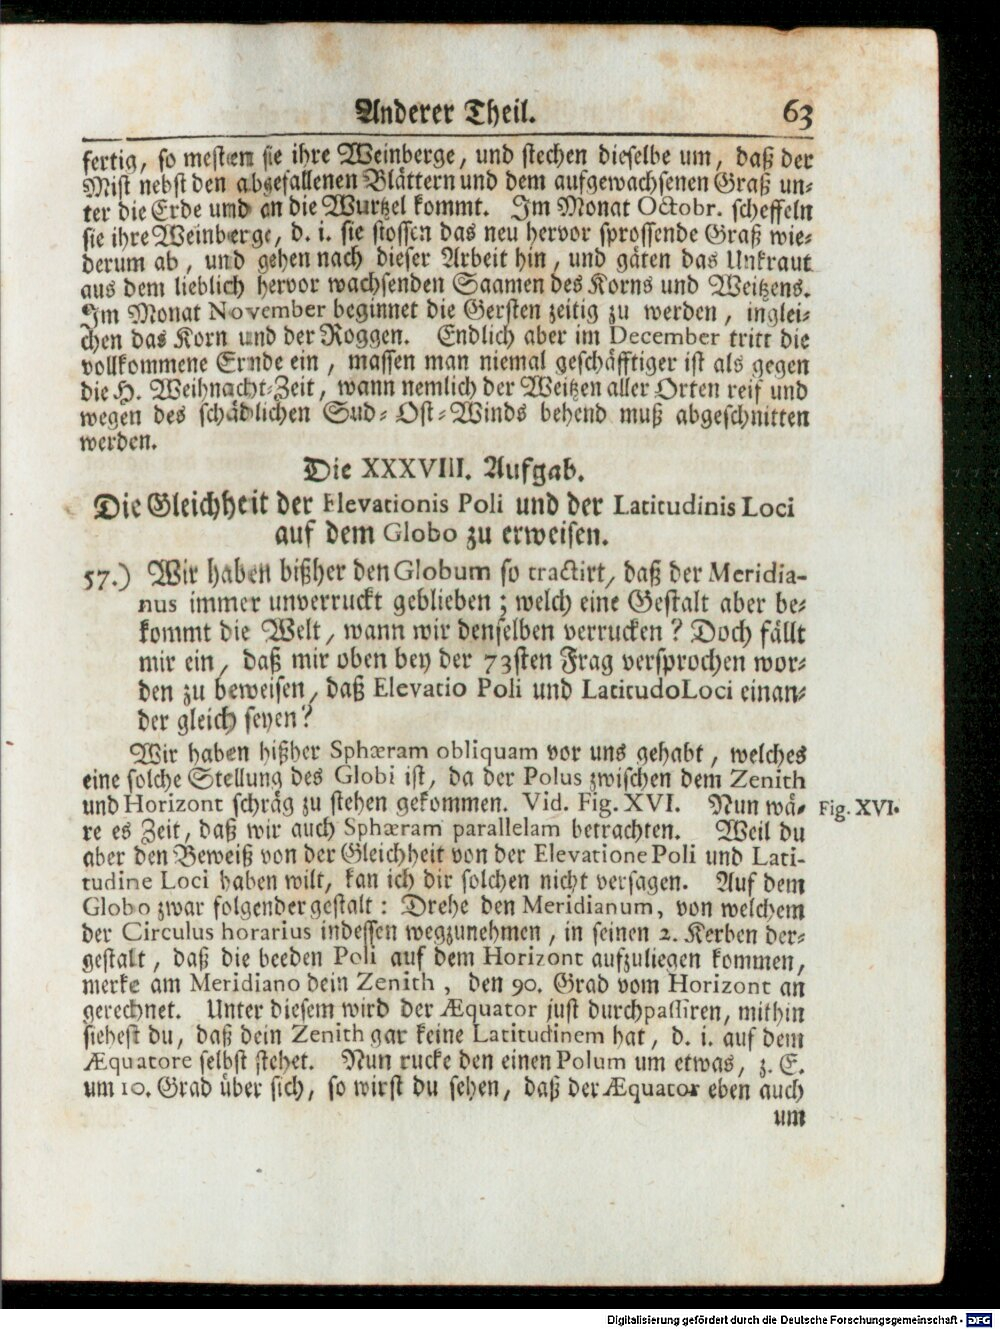 Anderer Theil. 63
fertig, so mesten sie ihre Weinberge, und stechen dieselbe um, daß der
Mist nebst den abgefallenen Blättern und dem aufgewachsenen Graß un-
ter die Erde und an die Wurtzel kommt. Im Monat Octobr. scheffeln
sie ihre Weinberge, d. i. sie stossen das neu hervor sprossende Graß wie-
derum ab, und gehen nach dieser Arbeit hin, und gäten das Unkraut
aus dem lieblich hervor wachsenden Saamen des Korns und Weitzens.
Im Monat November beginnet die Gersten zeitig zu werden, inglei-
chen das Korn und der Roggen. Endlich aber im December tritt die
vollkommene Ernde ein, massen man niemal geschäfftiger ist als gegen
die H. Weihnacht-Zeit, wann nemlich der Weitzen aller Orten reif und
wegen des schädlichen Sud-Ost-Winds behend muß abgeschnitten
werden.
Die XXXVIII. Aufgab.
Die Gleichheit der Elevationis Poli und der Latitudinis Loci
auf dem Globo zu erweisen.
57.) Wir haben bißher den Globum so tractirt, daß der Meridia-
nus immer unverruckt geblieben; welch eine Gestalt aber be-
kommt die Welt, wann wir denselben verrucken? Doch fällt
mir ein, daß mir oben bey der 73sten Frag versprochen wor-
den zu beweisen, daß Elevatio Poli und Latitudo Loci einan-
der gleich seyen?
Wir haben bißher Sphæram obliquam vor uns gehabt, welches
eine solche Stellung des Globi ist, da der Polus zwischen dem Zenith
und Horizont schräg zu stehen gekommen. Vid. Fig. XVI. Nun wä- Fig. XVI.
re es Zeit, daß wir auch Sphæram parallelam betrachten. Weil du
aber den Beweiß von der Gleichheit von der Elevatione Poli und Lati-
tudine Loci haben wilt, kan ich dir solchen nicht versagen. Auf dem
Globo zwar folgender gestalt: Drehe den Meridianum, von welchem
der Circulus horarius indessen wegzunehmen, in seinen 2. Kerben der-
gestalt, daß die beeden Poli auf dem Horizont aufzuliegen kommen,
merke am Meridiano dein Zenith, den 90. Grad vom Horizont an
gerechnet. Unter diesem wird der Æquator just durchpassiren, mithin
siehest du, daß dein Zenith gar keine Latitudinem hat, d. i. auf dem
Æquatore selbst stehet. Nun rucke den einen Polum um etwas, z. E.
um 10. Grad über sich, so wirst du sehen, daß der Æquator eben auch
um
Digitalisierung gefördert durch die Deutsche Forschungsgemeinschaft - DFG